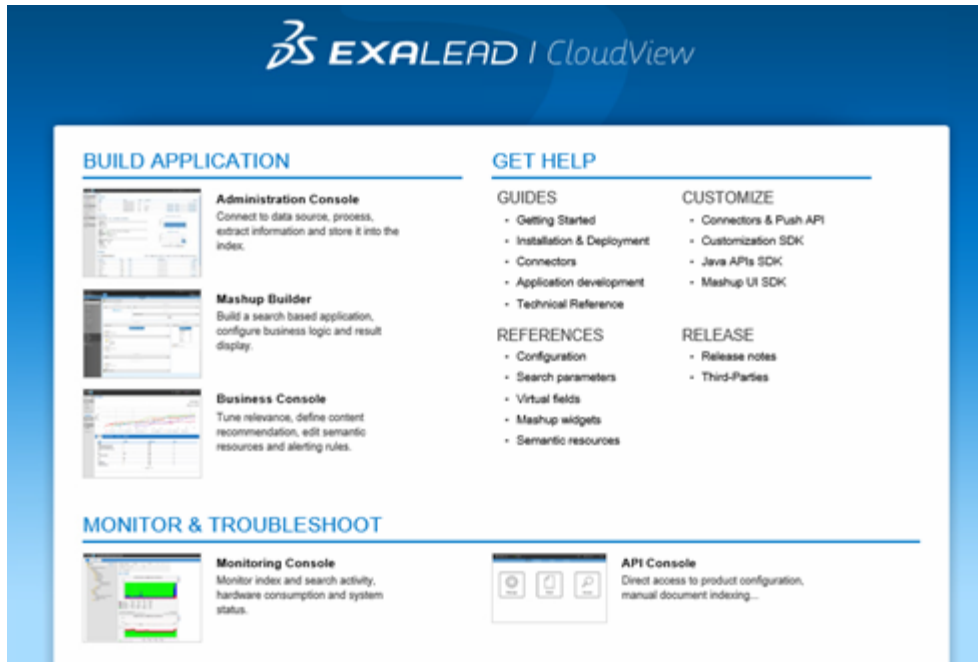 3S EXALEAD | CloudView
BUILD APPLICATION
Administration Console
Connect to data source, process,
extract information and store it into the
index.
Mashup Builder
Build a search based application,
configure business logic and result
display.
Business Console
Tune relevance, define content
recommendation, edit semantic
resources and alerting rules.
GET HELP
GUIDES
• Getting Started
• Installation & Deployment
• Connectors
• Application development
• Technical Reference
CUSTOMIZE
• Connectors & Push API
• Customization SDK
• Java APIs SDK
• Mashup UI SDK
REFERENCES
• Configuration
• Search parameters
• Virtual fields
• Mashup widgets
• Semantic resources
RELEASE
• Release notes
• Third-Parties
MONITOR & TROUBLESHOOT
Monitoring Console
Monitor index and search activity,
hardware consumption and system
status.
API Console
Direct access to product configuration,
manual document indexing...